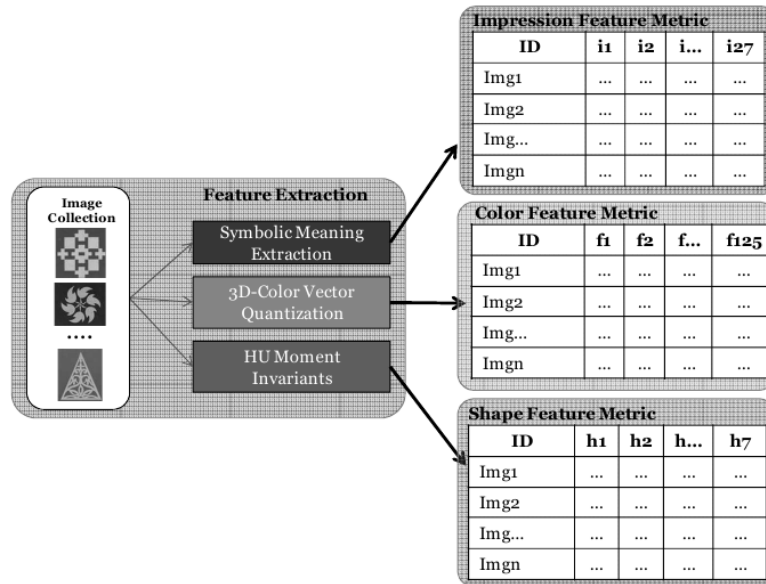 Feature Extraction
Image
Collection
....
Symbolic Meaning
Extraction
3D-Color Vector
Quantization
HU Moment
Invariants
Impression Feature Metric
ID i1 i2 i... i27
Img1 ... ... ... ...
Img2 ... ... ... ...
Img... ... ... ... ...
Imgn ... ... ... ...
Color Feature Metric
ID f1 f2 f... f125
Img1 ... ... ... ...
Img2 ... ... ... ...
Img... ... ... ... ...
Imgn ... ... ... ...
Shape Feature Metric
ID h1 h2 h... h7
Img1 ... ... ... ...
Img2 ... ... ... ...
Img... ... ... ... ...
Imgn ... ... ... ...